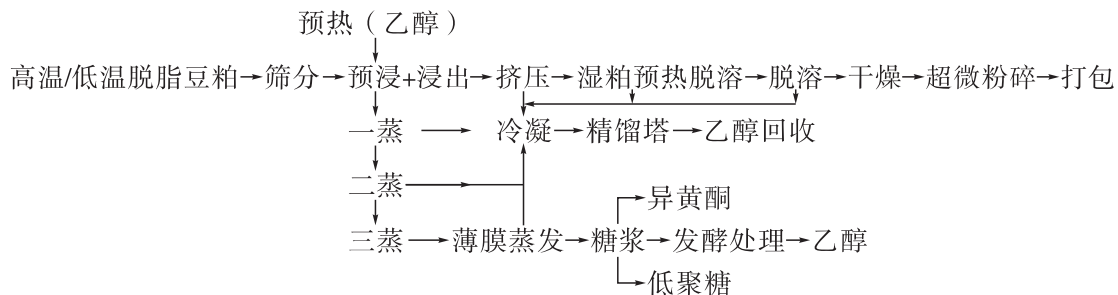 预热（乙醇）
高温/低温脱脂豆粕→筛分→预浸+浸出→挤压→湿粕预热脱溶→脱溶→干燥→超微粉碎→打包
一蒸→冷凝→精馏塔→乙醇回收
二蒸
异黄酮
三蒸→薄膜蒸发→糖浆→发酵处理→乙醇
低聚糖